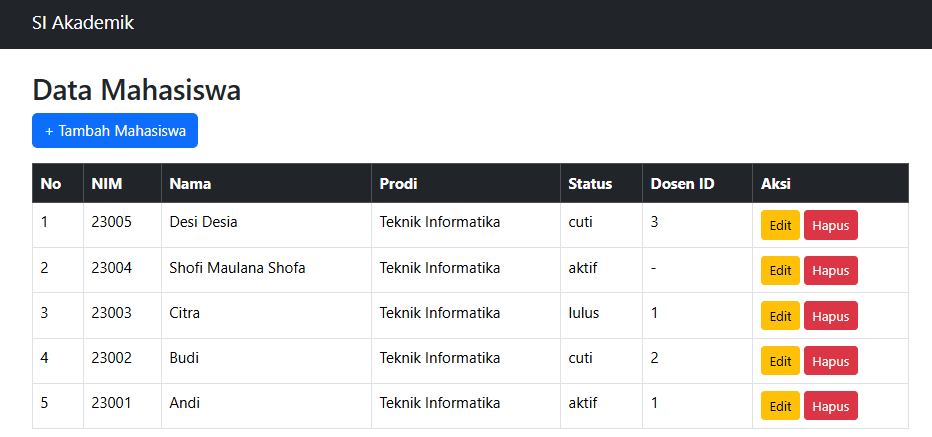 SI Akademik
Data Mahasiswa
+ Tambah Mahasiswa
No NIM Nama Prodi Status Dosen ID Aksi
1 23005 Desi Desia Teknik Informatika cuti 3 Edit Hapus
2 23004 Shofi Maulana Shofa Teknik Informatika aktif - Edit Hapus
3 23003 Citra Teknik Informatika lulus 1 Edit Hapus
4 23002 Budi Teknik Informatika cuti 2 Edit Hapus
5 23001 Andi Teknik Informatika aktif 1 Edit Hapus